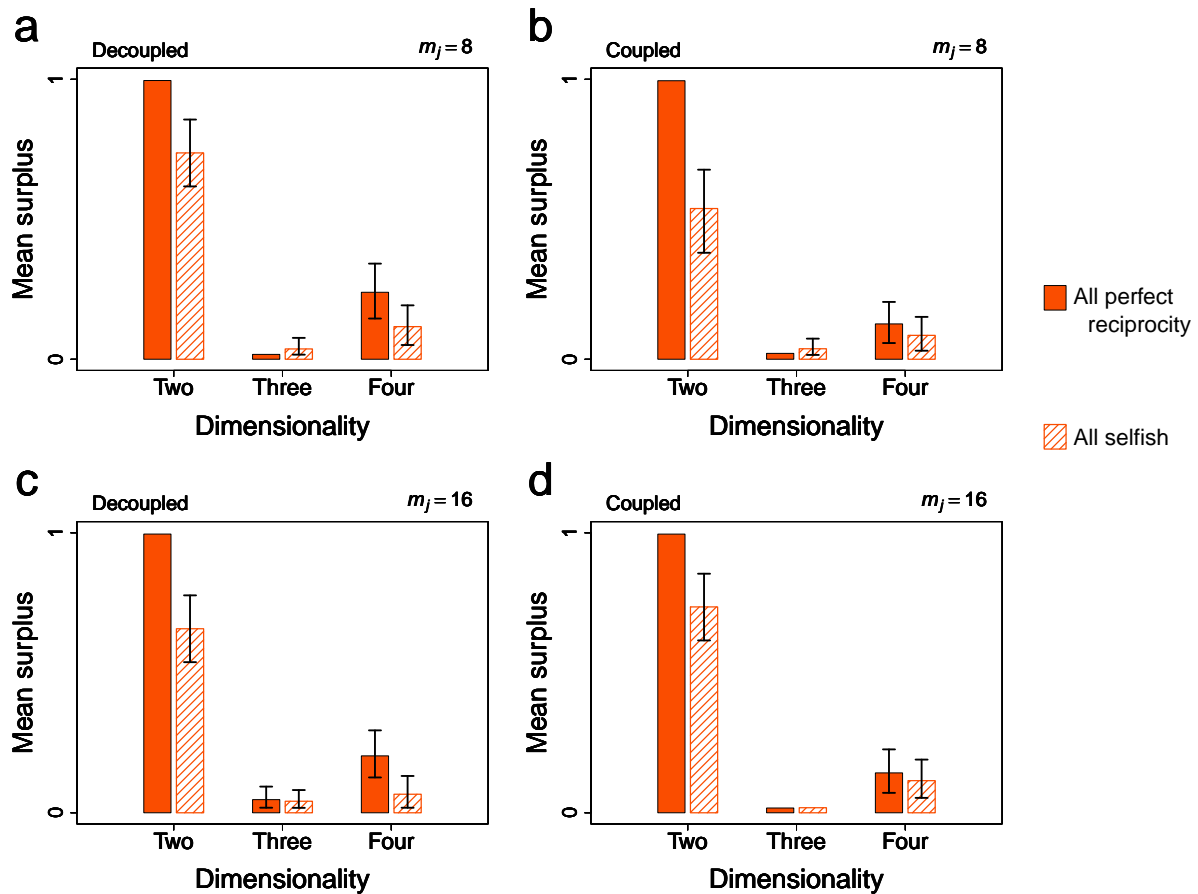 a
Decoupled
mj = 8
Mean surplus
1
0
Two
Three
Four
Dimensionality
b
Coupled
mj = 8
Mean surplus
1
0
Two
Three
Four
Dimensionality
All perfect
reciprocity
All selfish
c
Decoupled
mj = 16
Mean surplus
1
0
Two
Three
Four
Dimensionality
d
Coupled
mj = 16
Mean surplus
1
0
Two
Three
Four
Dimensionality